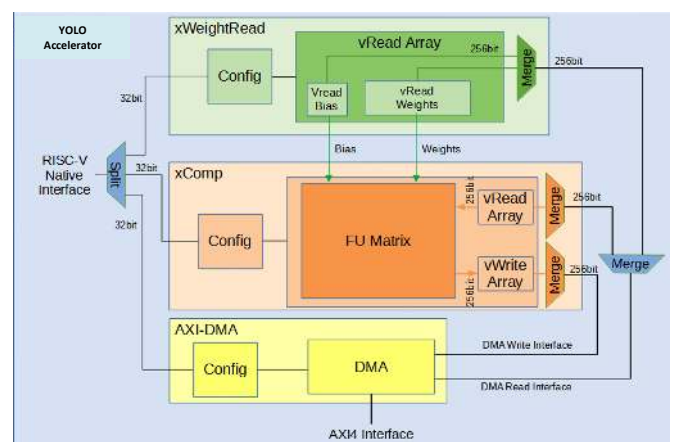 YOLO
Accelerator
xWeightRead
vRead Array
256bit
Merge
256bit
Config
Vread
Bias
vRead
Weights
32bit
Bias
Weights
RISC-V
Native
Interface
Split
32bit
32bit
xComp
Config
FU Matrix
256bit
vRead
Array
Merge
256bit
256bit
vWrite
Array
Merge
256bit
Merge
AXI-DMA
Config
DMA
DMA Write Interface
DMA Read Interface
AXI4 Interface